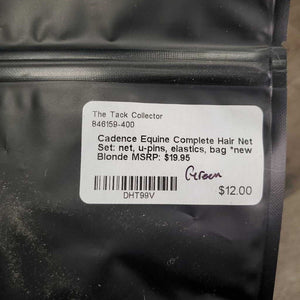 The Tack Collector
846159-400
Cadence Equine Complete Hair Net
Set: net, u-pins, elastics, bag *new
Blonde MSRP: $19.95
Green
DHT99V
$12.00